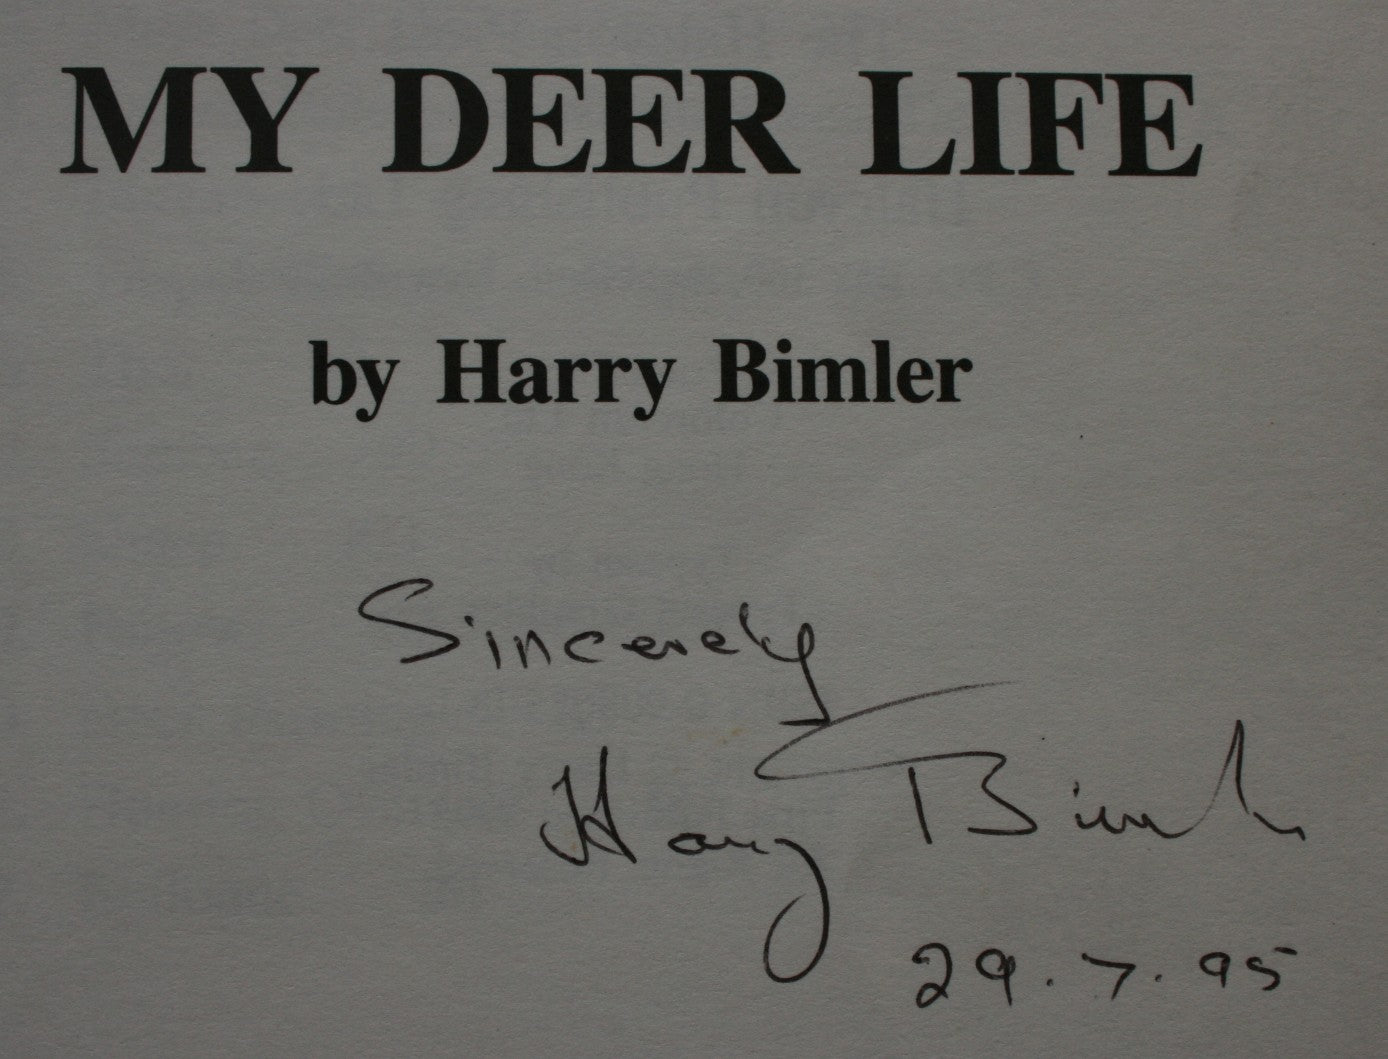 MY DEER LIFE
by Harry Bimler
Sincerely
Harry Bimler
29.7.95